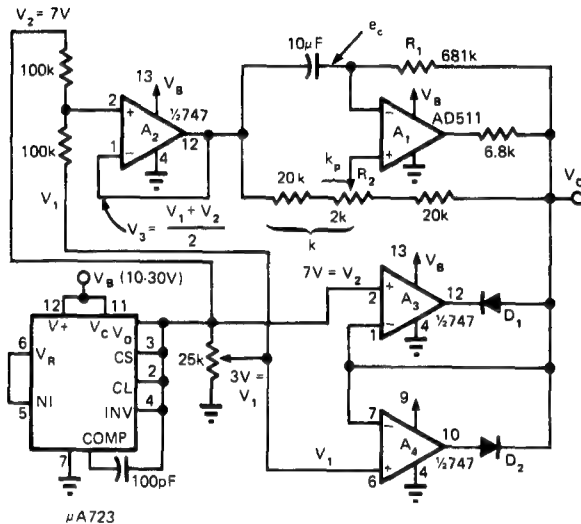 V2 = 7V
100k
100k
V1
2
+
13
VB
½747
A2
12
1
−
4
V3 = V1 + V2 / 2
10μF
ec
R1
681k
−
VB
AD511
A1
+
6.8k
kp
R2
20k
2k
20k
k
VO
VB (10-30V)
12
11
V+
VC
VO
6
VR
CS
3
CL
2
5
NI
INV
4
COMP
7
100pF
μA723
25k
3V = V1
7V = V2
13
VB
+
2
A3
12
½747
−
1
4
D1
9
7
−
A4
10
½747
+
6
4
D2
V1